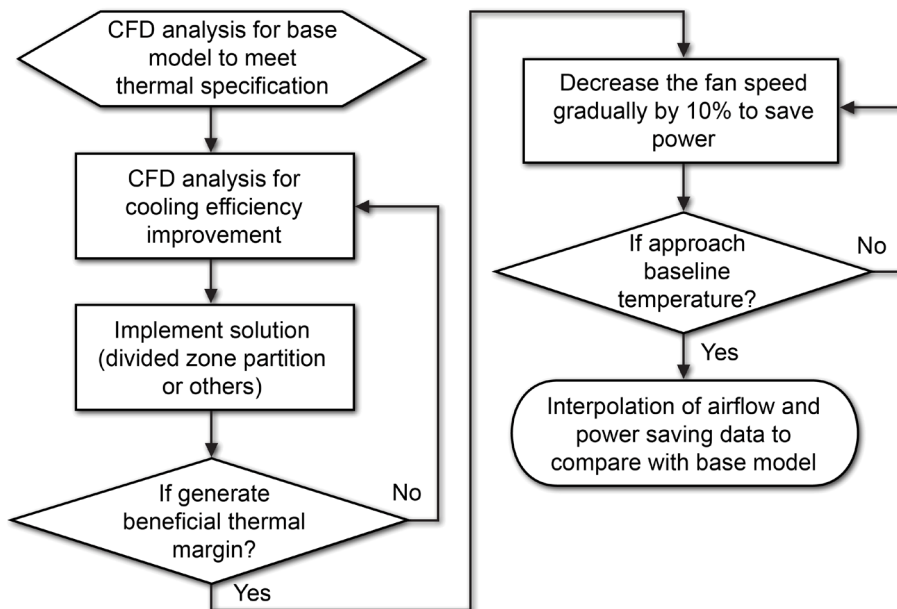 CFD analysis for base
model to meet
thermal specification
CFD analysis for
cooling efficiency
improvement
Implement solution
(divided zone partition
or others)
If generate
beneficial thermal
margin?
No
Yes
Decrease the fan speed
gradually by 10% to save
power
If approach
baseline
temperature?
No
Yes
Interpolation of airflow and
power saving data to
compare with base model